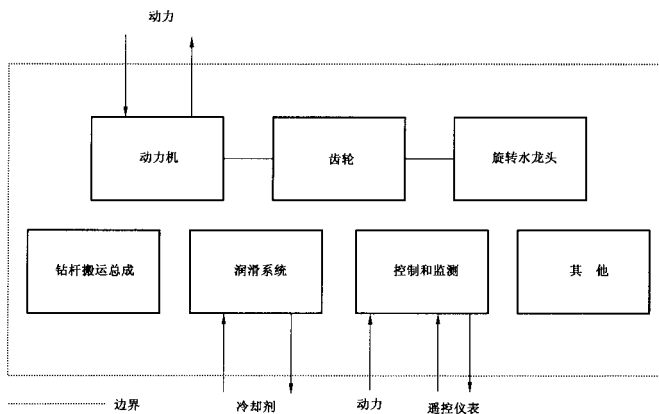 动力
动力机
齿轮
旋转水龙头
钻杆搬运总成
润滑系统
控制和监测
其 他
边界
冷却剂
动力
遥控仪表